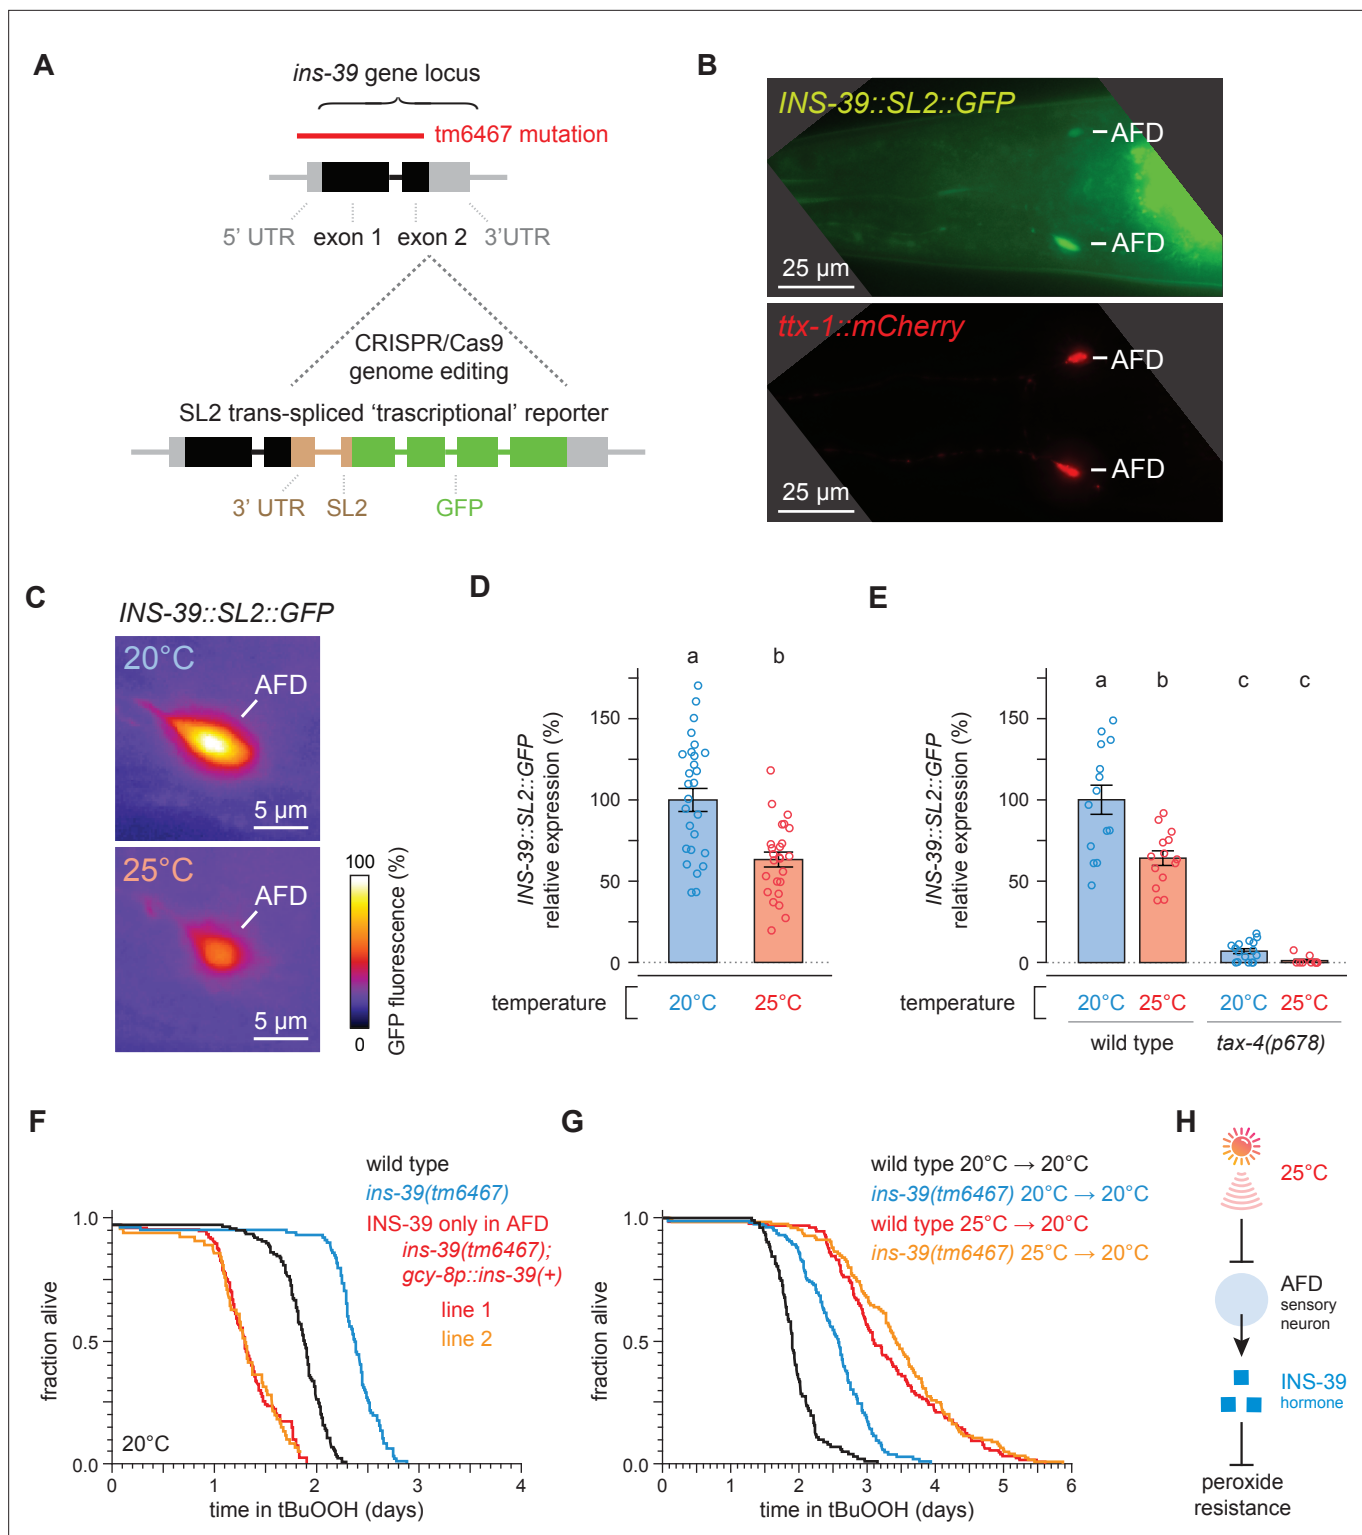 A
ins-39 gene locus
tm6467 mutation
5' UTR
exon 1
exon 2
3'UTR
CRISPR/Cas9
genome editing
SL2 trans-spliced 'trascriptional' reporter
3' UTR
SL2
GFP
B
INS-39::SL2::GFP
AFD
AFD
25 µm
ttx-1::mCherry
AFD
AFD
25 µm
C
INS-39::SL2::GFP
20°C
AFD
5 µm
25°C
AFD
5 µm
100
0
GFP fluorescence (%)
D
a
b
INS-39::SL2::GFP
relative expression (%)
150
100
50
0
temperature
20°C
25°C
E
a
b
c
c
INS-39::SL2::GFP
relative expression (%)
150
100
50
0
temperature
20°C
25°C
20°C
25°C
wild type
tax-4(p678)
F
wild type
ins-39(tm6467)
INS-39 only in AFD
ins-39(tm6467);
gcy-8p::ins-39(+)
line 1
line 2
fraction alive
1.0
0.5
0.0
20°C
0
1
2
3
4
time in tBuOOH (days)
G
wild type 20°C → 20°C
ins-39(tm6467) 20°C → 20°C
wild type 25°C → 20°C
ins-39(tm6467) 25°C → 20°C
fraction alive
1.0
0.5
0.0
0
1
2
3
4
5
6
time in tBuOOH (days)
H
25°C
AFD
sensory
neuron
INS-39
hormone
peroxide
resistance